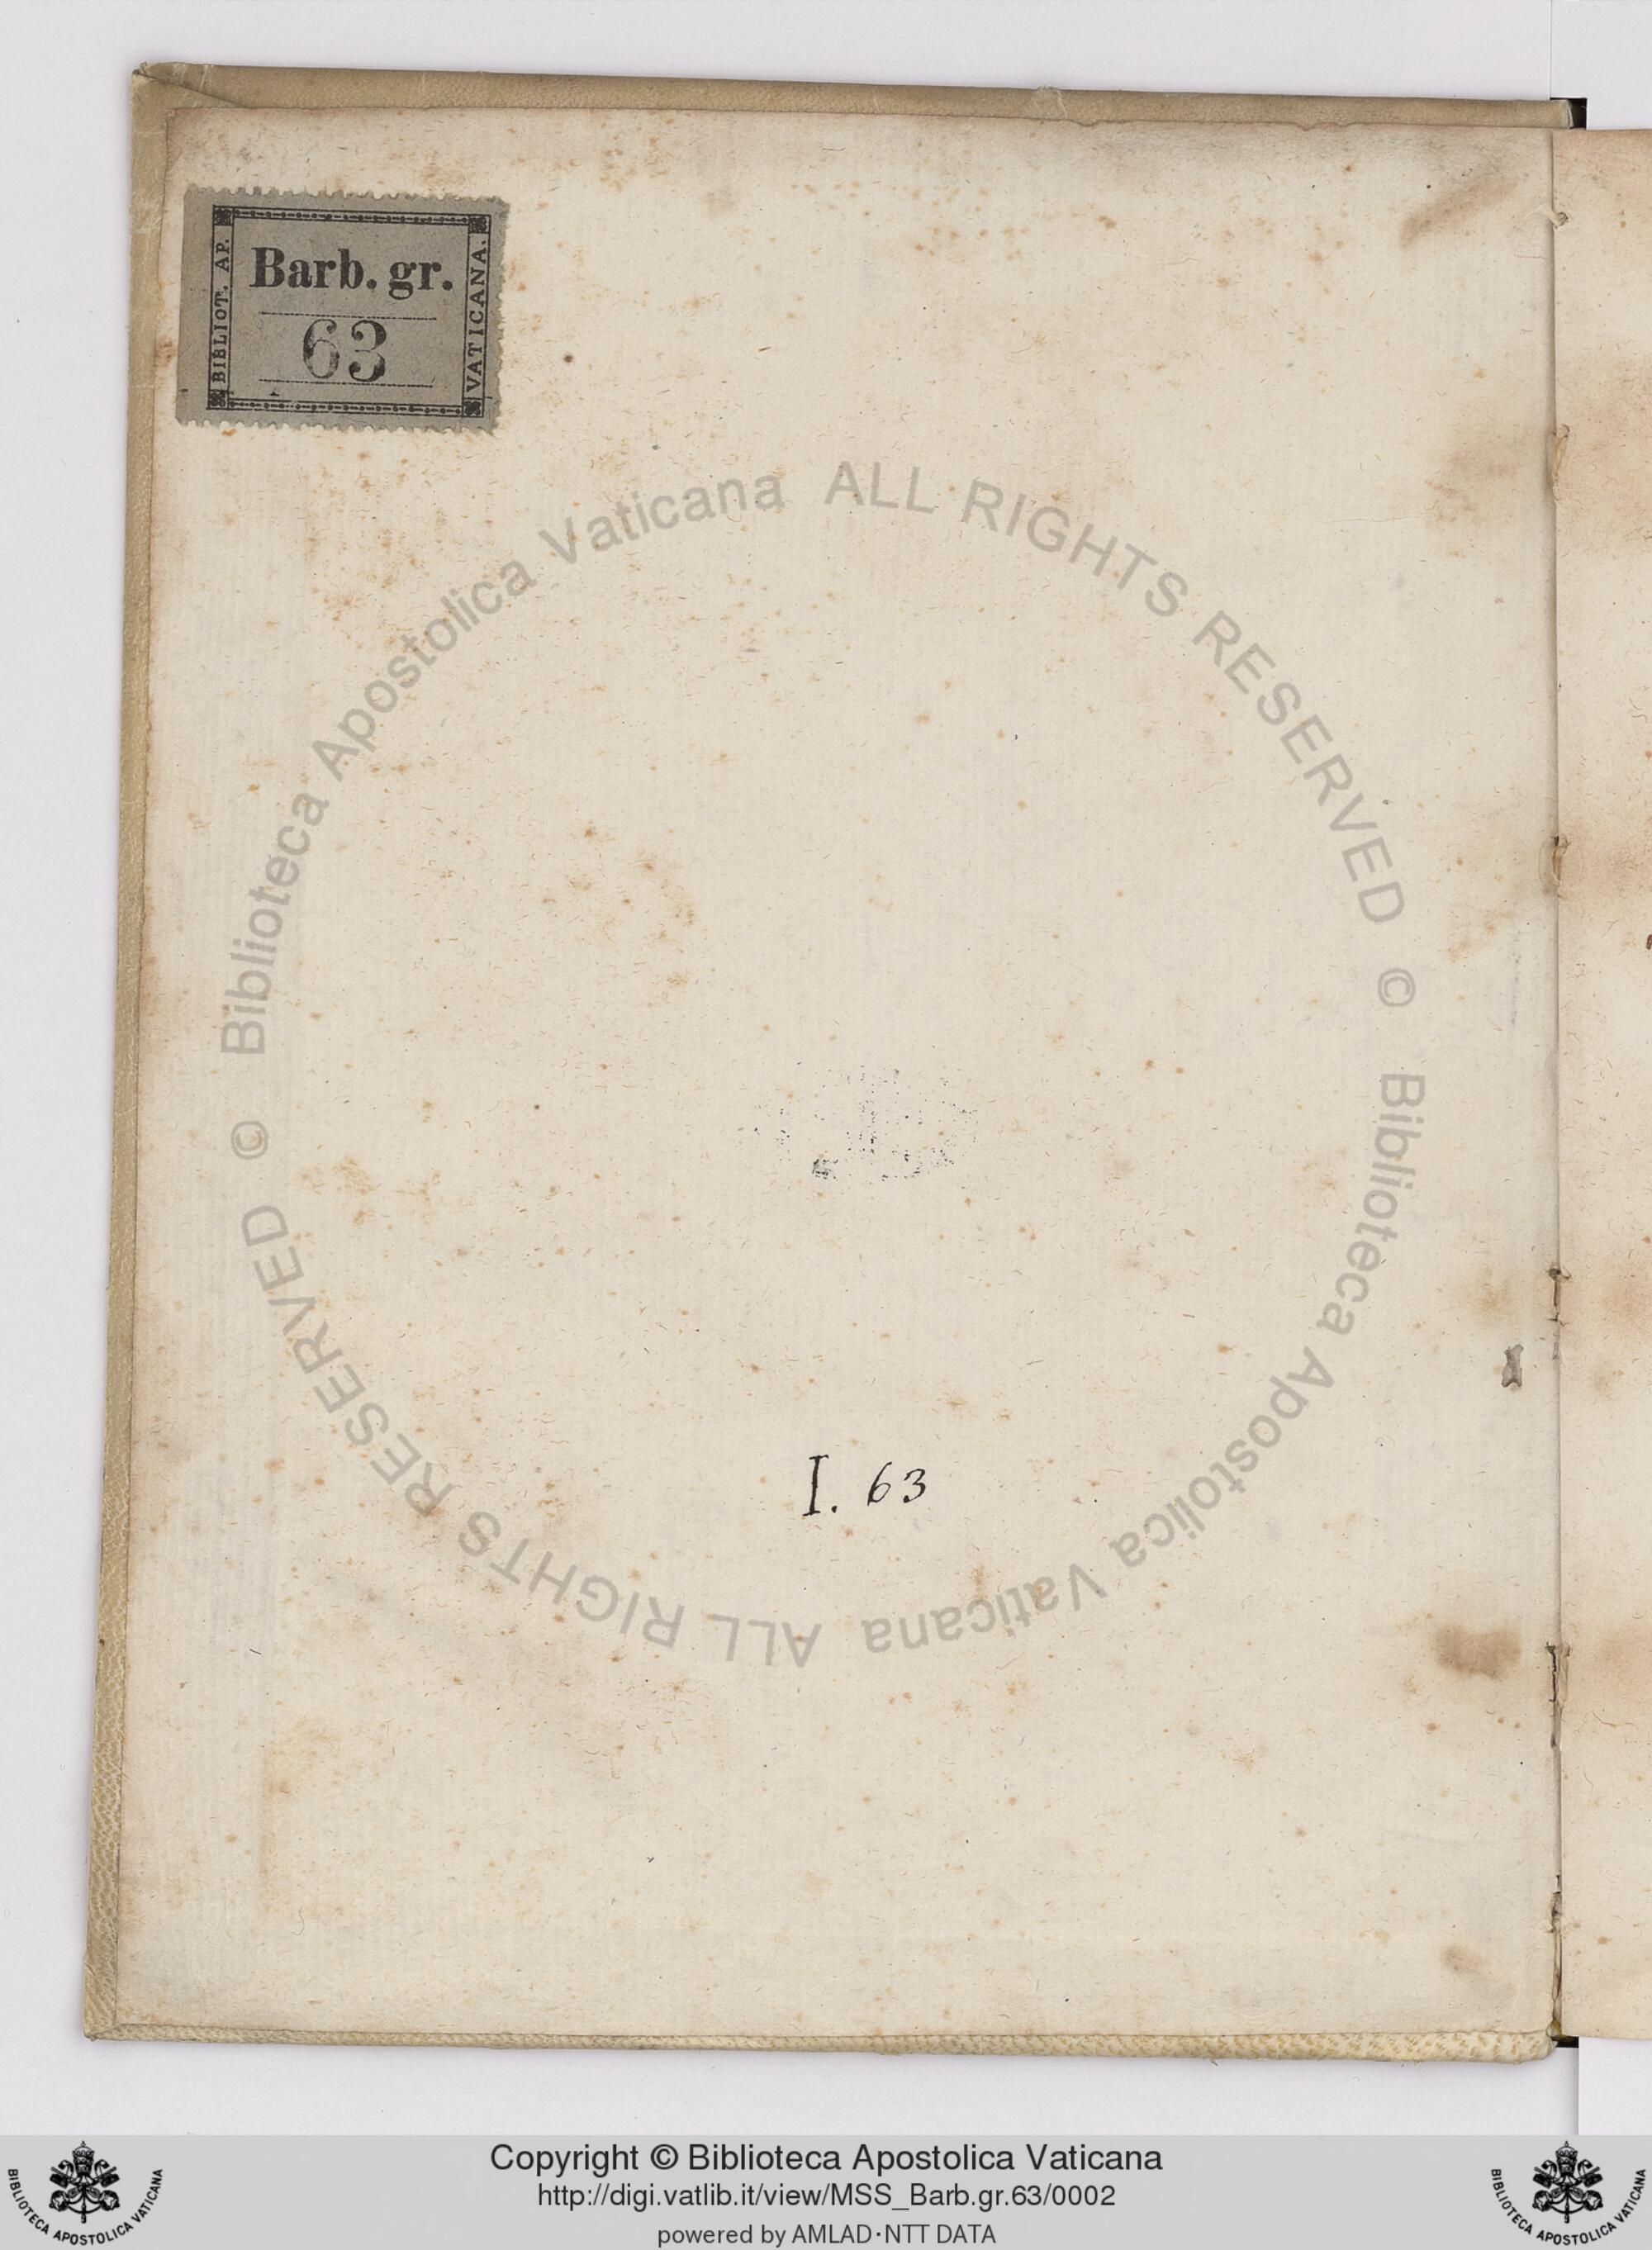 BIBLIOT. AP.
Barb. gr.
63
VATICANA.
© Biblioteca Apostolica Vaticana ALL RIGHTS RESERVED
© Biblioteca Apostolica Vaticana ALL RIGHTS RESERVED
I. 63
Copyright © Biblioteca Apostolica Vaticana
http://digi.vatlib.it/view/MSS_Barb.gr.63/0002
powered by AMLAD·NTT DATA
BIBLIOTECA APOSTOLICA VATICANA
BIBLIOTECA APOSTOLICA VATICANA